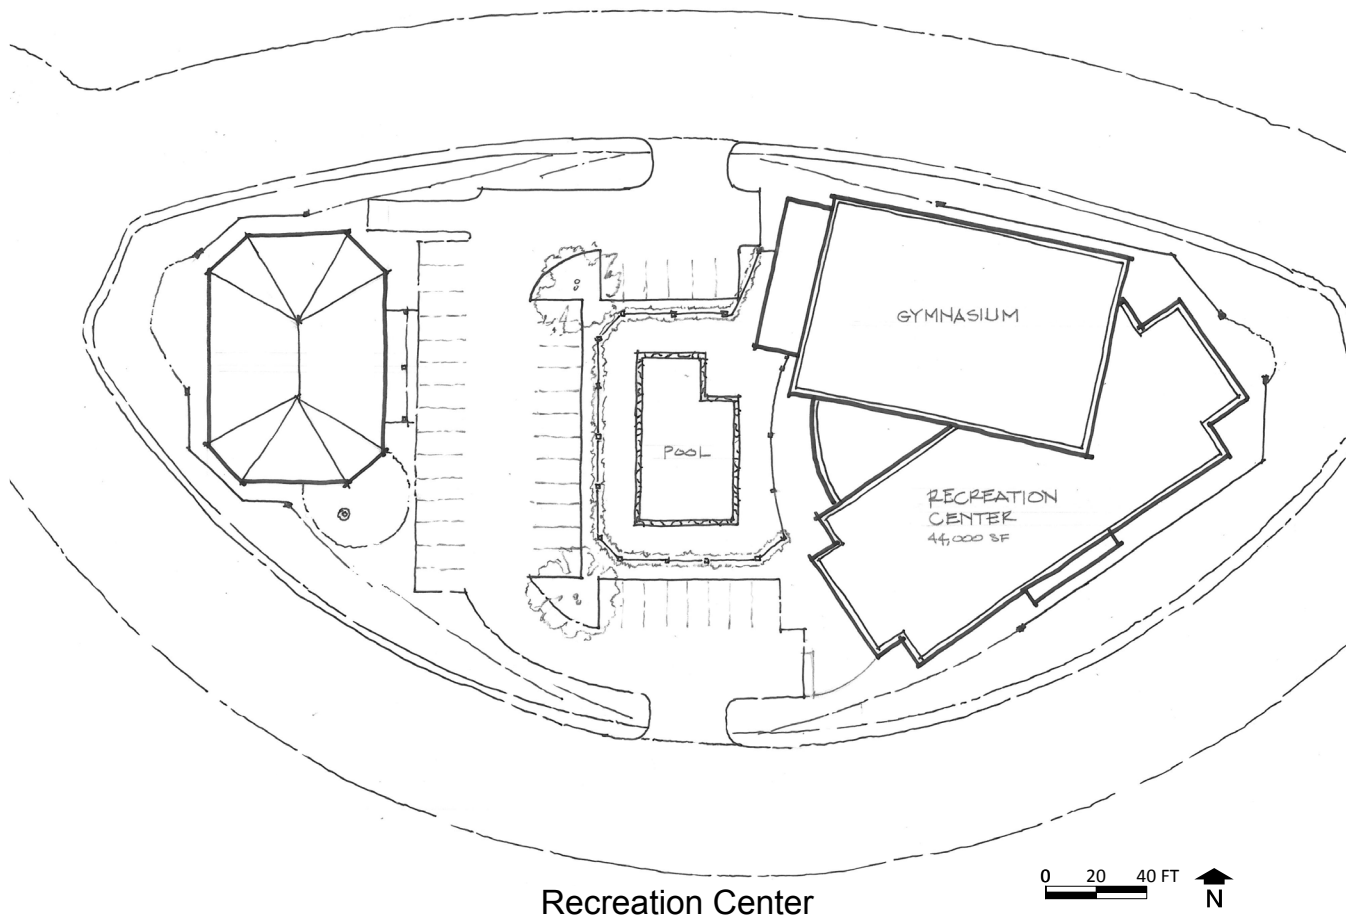 GYMNASIUM
POOL
RECREATION
CENTER
44,000 SF
0 20 40 FT
N
Recreation Center